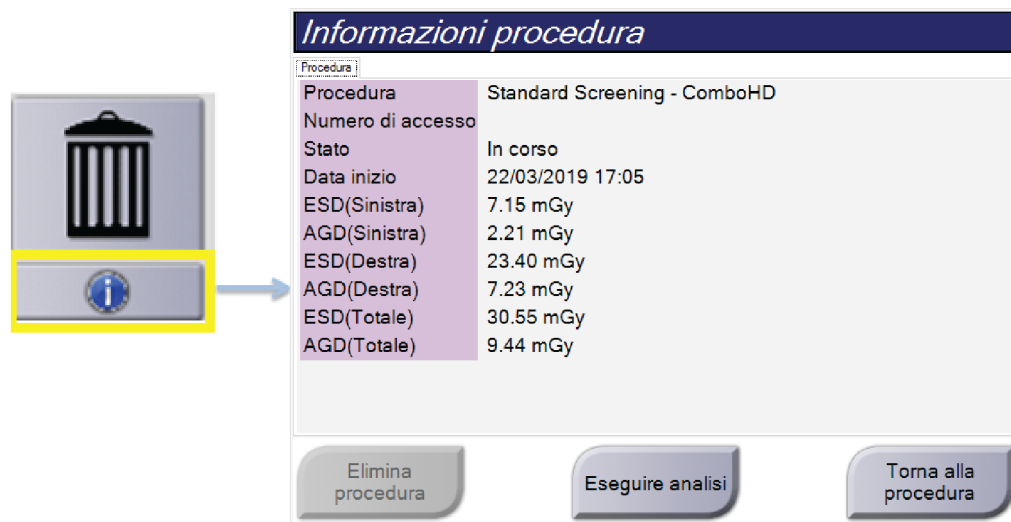 Informazioni procedura
Procedura
Procedura Standard Screening - ComboHD
Numero di accesso
Stato In corso
Data inizio 22/03/2019 17:05
ESD(Sinistra) 7.15 mGy
AGD(Sinistra) 2.21 mGy
ESD(Destra) 23.40 mGy
AGD(Destra) 7.23 mGy
ESD(Totale) 30.55 mGy
AGD(Totale) 9.44 mGy
Elimina
procedura
Eseguire analisi
Torna alla
procedura